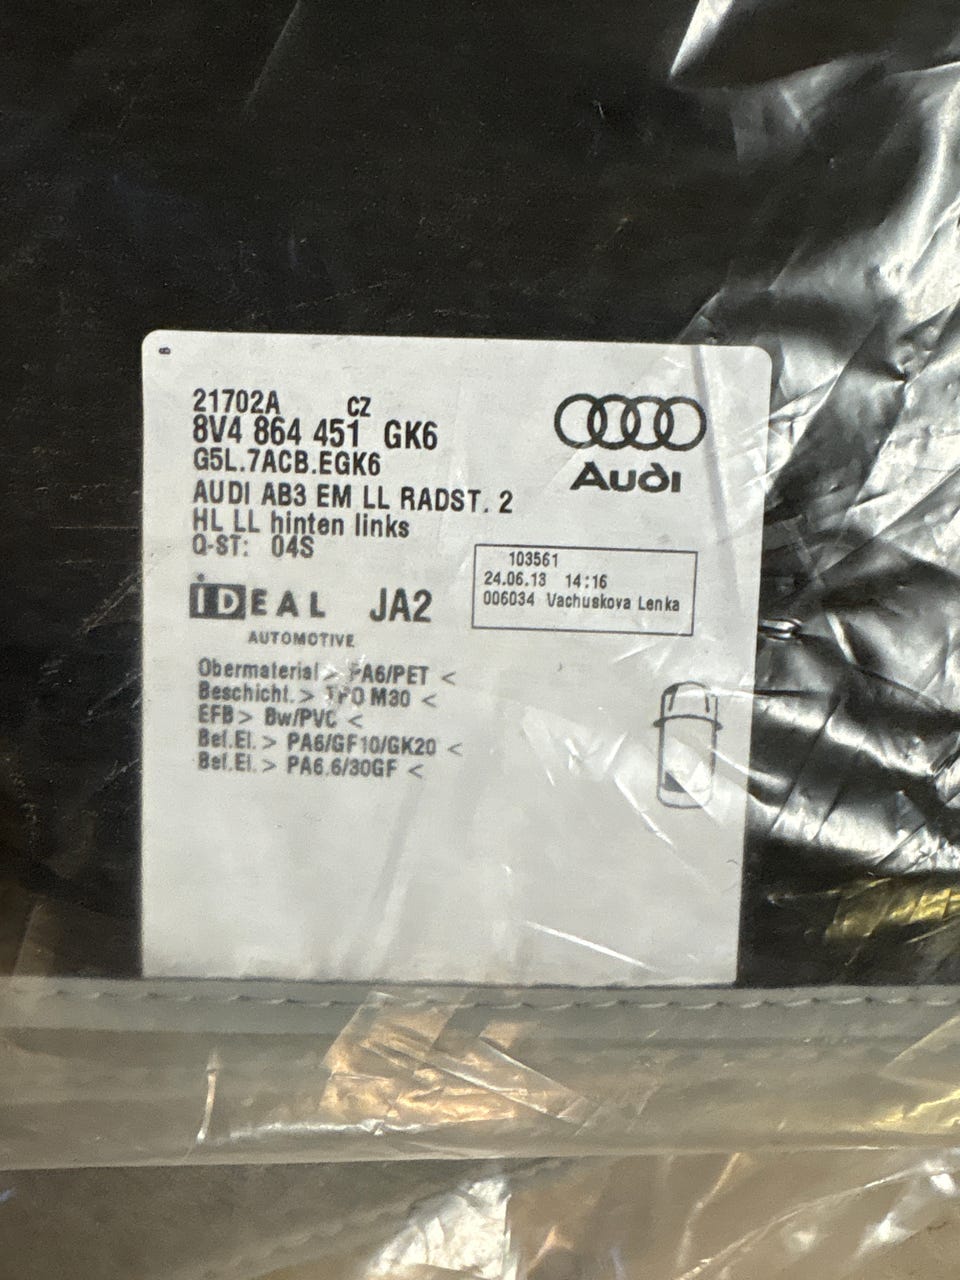 21702A CZ
8V4 864 451 GK6
G5L.7ACB.EGK6
AUDI AB3 EM LL RADST. 2
HL LL hinten links
Q-ST: 04S
Audi
IDEAL JA2
AUTOMOTIVE
103561
24.06.13 14:16
006034 Vachuskova Lenka
Obermaterial > PA6/PET <
Beschicht. > TPO M30 <
EFB > Bw/PVC <
Bef.El. > PA6/GF10/GK20 <
Bef.El. > PA6.6/30GF <